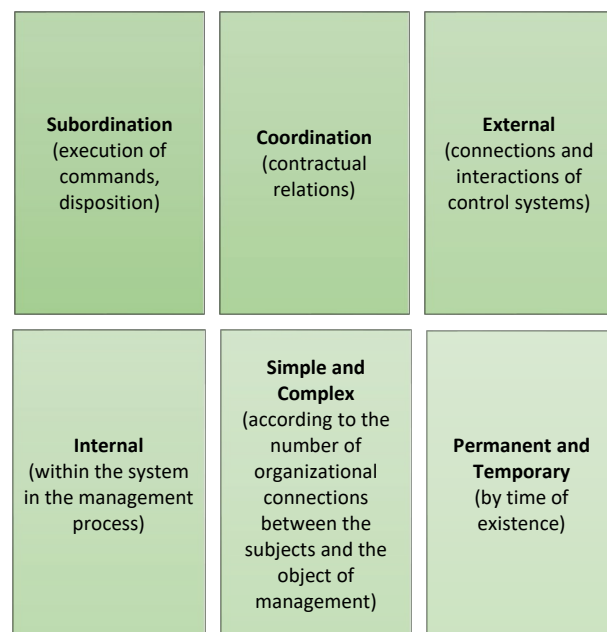 Subordination
(execution of
commands,
disposition)
Coordination
(contractual
relations)
External
(connections and
interactions of
control systems)
Internal
(within the system
in the management
process)
Simple and
Complex
(according to the
number of
organizational
connections
between the
subjects and the
object of
management)
Permanent and
Temporary
(by time of
existence)